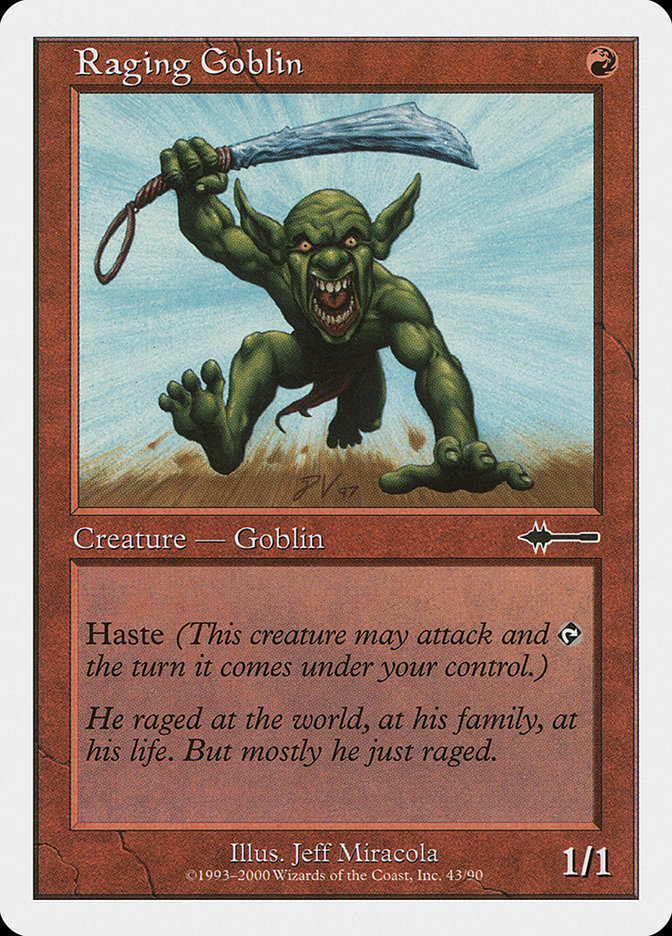 Raging Goblin
PV 97
Creature — Goblin
Haste (This creature may attack and
the turn it comes under your control.)
He raged at the world, at his family, at
his life. But mostly he just raged.
Illus. Jeff Miracola
1/1
©1993–2000 Wizards of the Coast, Inc. 43/90